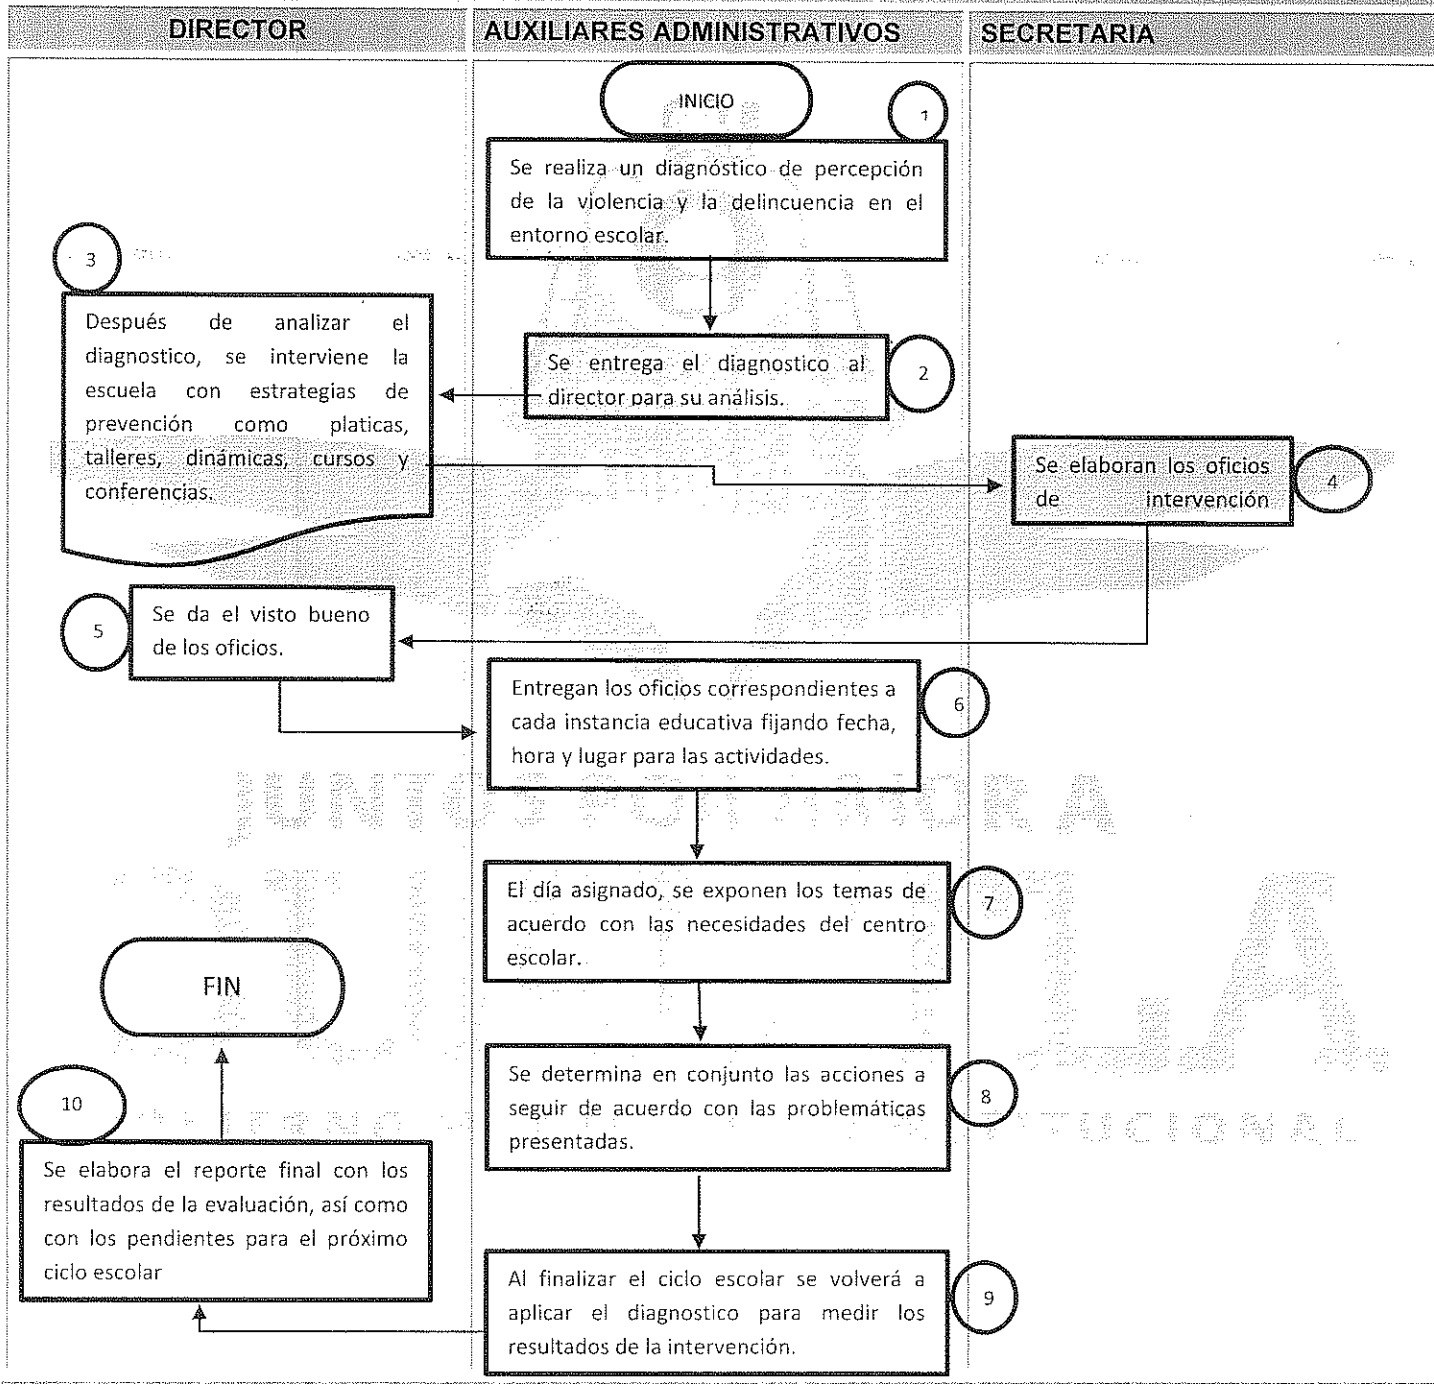 DIRECTOR
AUXILIARES ADMINISTRATIVOS
SECRETARIA
INICIO
1
Se realiza un diagnóstico de percepción
de la violencia y la delincuencia en el
entorno escolar.
2
Se entrega el diagnostico al
director para su análisis.
3
Después de analizar el
diagnostico, se interviene la
escuela con estrategias de
prevención como platicas,
talleres, dinámicas, cursos y
conferencias.
4
Se elaboran los oficios
de intervención
5
Se da el visto bueno
de los oficios.
6
Entregan los oficios correspondientes a
cada instancia educativa fijando fecha,
hora y lugar para las actividades.
7
El día asignado, se exponen los temas de
acuerdo con las necesidades del centro
escolar.
8
Se determina en conjunto las acciones a
seguir de acuerdo con las problemáticas
presentadas.
9
Al finalizar el ciclo escolar se volverá a
aplicar el diagnostico para medir los
resultados de la intervención.
10
Se elabora el reporte final con los
resultados de la evaluación, así como
con los pendientes para el próximo
ciclo escolar
FIN
JUNTOS POR